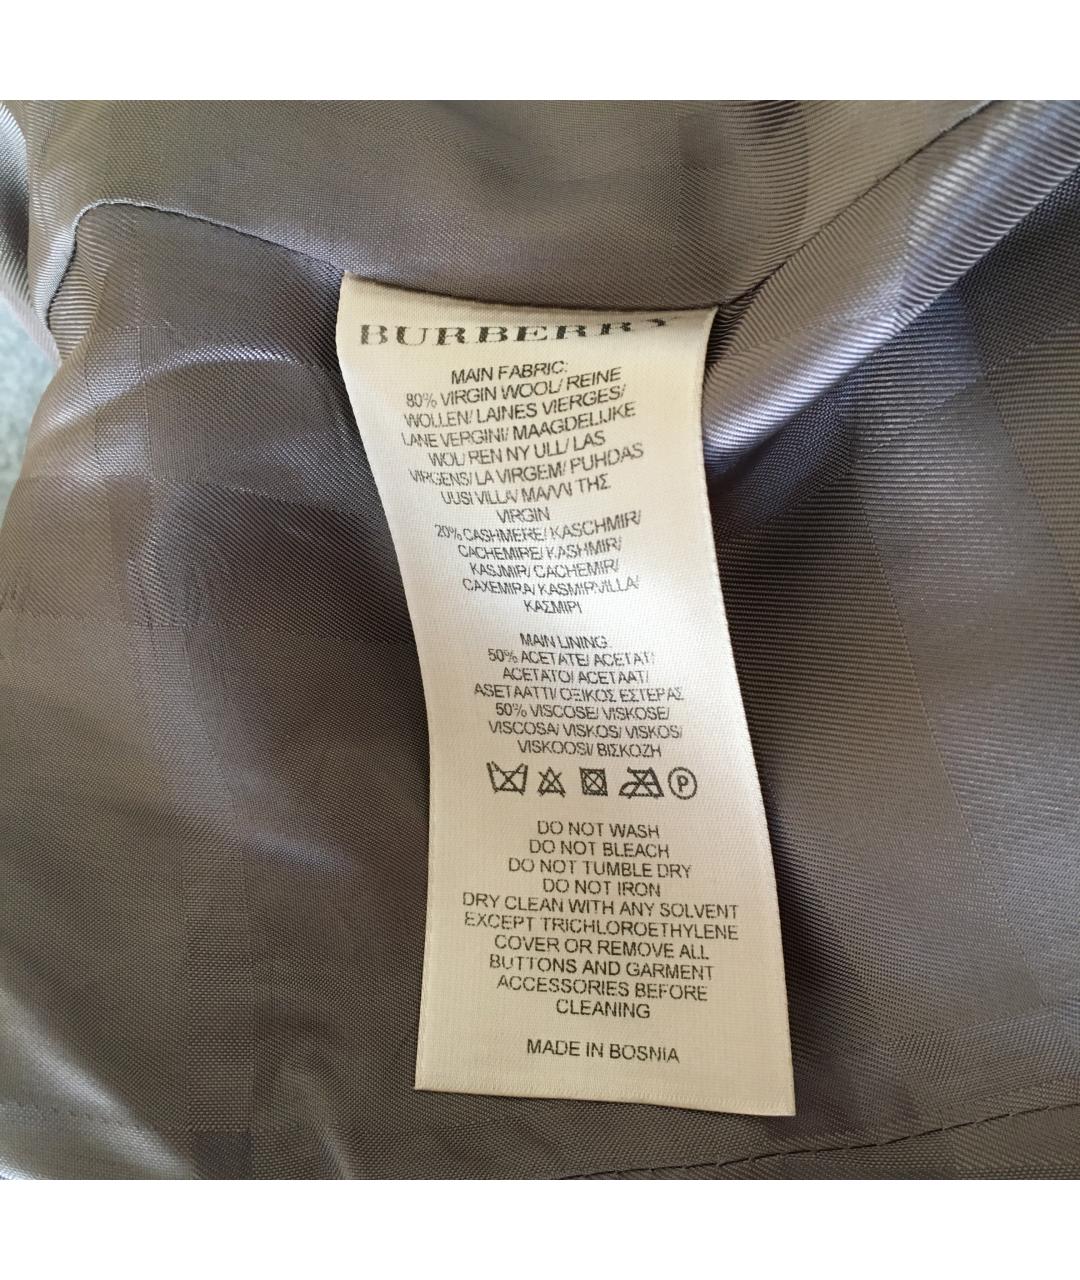 BURBERRY
MAIN FABRIC:
80% VIRGIN WOOL/ REINE
WOLLEN/ LAINES VIERGES/
LANE VERGINI/ MAAGDELIJKE
WOL/ REN NY ULL/ LAS
VIRGENS/ LA VIRGEM/ PUHDAS
UUSI VILLA/ ΜΑΛΛΙ ΤΗΣ
VIRGIN
20% CASHMERE/ KASCHMIR/
CACHEMIRE/ KASHMIR/
KASJMIR/ CACHEMIR/
CAXEMIRA/ KASMIRVILLA/
ΚΑΣΜΙΡΙ
MAIN LINING:
50% ACETATE/ ACETAT/
ACETATO/ ACETAAT/
ASETAATTI/ ΟΞΙΚΟΣ ΕΣΤΕΡΑΣ
50% VISCOSE/ VISKOSE/
VISCOSA/ VISKOS/ VISKOS/
VISKOOSI/ ΒΙΣΚΟΖΗ
P
DO NOT WASH
DO NOT BLEACH
DO NOT TUMBLE DRY
DO NOT IRON
DRY CLEAN WITH ANY SOLVENT
EXCEPT TRICHLOROETHYLENE
COVER OR REMOVE ALL
BUTTONS AND GARMENT
ACCESSORIES BEFORE
CLEANING
MADE IN BOSNIA